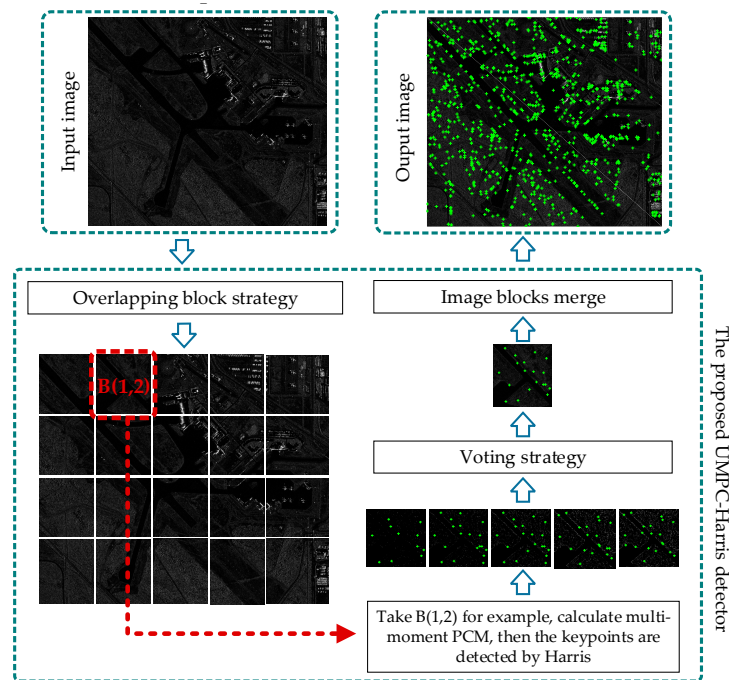 Input image
Ouput image
Overlapping block strategy
B(1,2)
Image blocks merge
Voting strategy
Take B(1,2) for example, calculate multi-
moment PCM, then the keypoints are
detected by Harris
The proposed UMPC-Harris detector